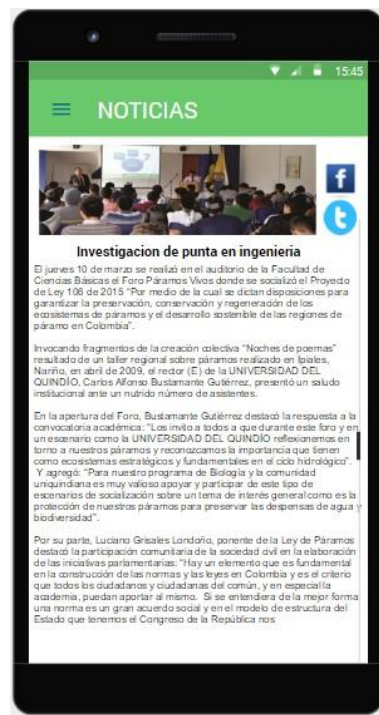 15:45
NOTICIAS
f
t
Investigacion de punta en ingenieria
El jueves 10 de marzo se realizó en el auditorio de la Facultad de
Ciencias Básicas el Foro Páramos Vivos donde se socializó el Proyecto
de Ley 106 de 2015 “Por medio de la cual se dictan disposiciones para
garantizar la preservación, conservación y regeneración de los
ecosistemas de páramos y el desarrollo sostenible de las regiones de
páramo en Colombia”.
Invocando fragmentos de la creación colectiva “Noches de poemas”
resultado de un taller regional sobre páramos realizado en Ipiales,
Nariño, en abril de 2009, el rector (E) de la UNIVERSIDAD DEL
QUINDÍO, Carlos Alfonso Bustamante Gutiérrez, presentó un saludo
institucional ante un nutrido número de asistentes.
En la apertura del Foro, Bustamante Gutiérrez destacó la respuesta a la
convocatoria académica: “Los invito a todos a que durante este foro y en
un escenario como la UNIVERSIDAD DEL QUINDÍO reflexionemos en
torno a nuestros páramos y reconozcamos la importancia que tienen
como ecosistemas estratégicos y fundamentales en el ciclo hidrológico”.
Y agregó: “Para nuestro programa de Biología y la comunidad
uniquindiana es muy valioso apoyar y participar de este tipo de
escenarios de socialización sobre un tema de interés general como es la
protección de nuestros páramos para preservar las despensas de agua y
biodiversidad”.
Por su parte, Luciano Grisales Londoño, ponente de la Ley de Páramos
destacó la participación comunitaria de la sociedad civil en la elaboración
de las iniciativas parlamentarias: “Hay un elemento que es fundamental
en la construcción de las normas y las leyes en Colombia y es el criterio
que todos los ciudadanos y ciudadanas del común, y en especial la
academia, puedan aportar al mismo. Si se entendiera de la mejor forma
una norma es un gran acuerdo social y en el modelo de estructura del
Estado que tenemos el Congreso de la República nos